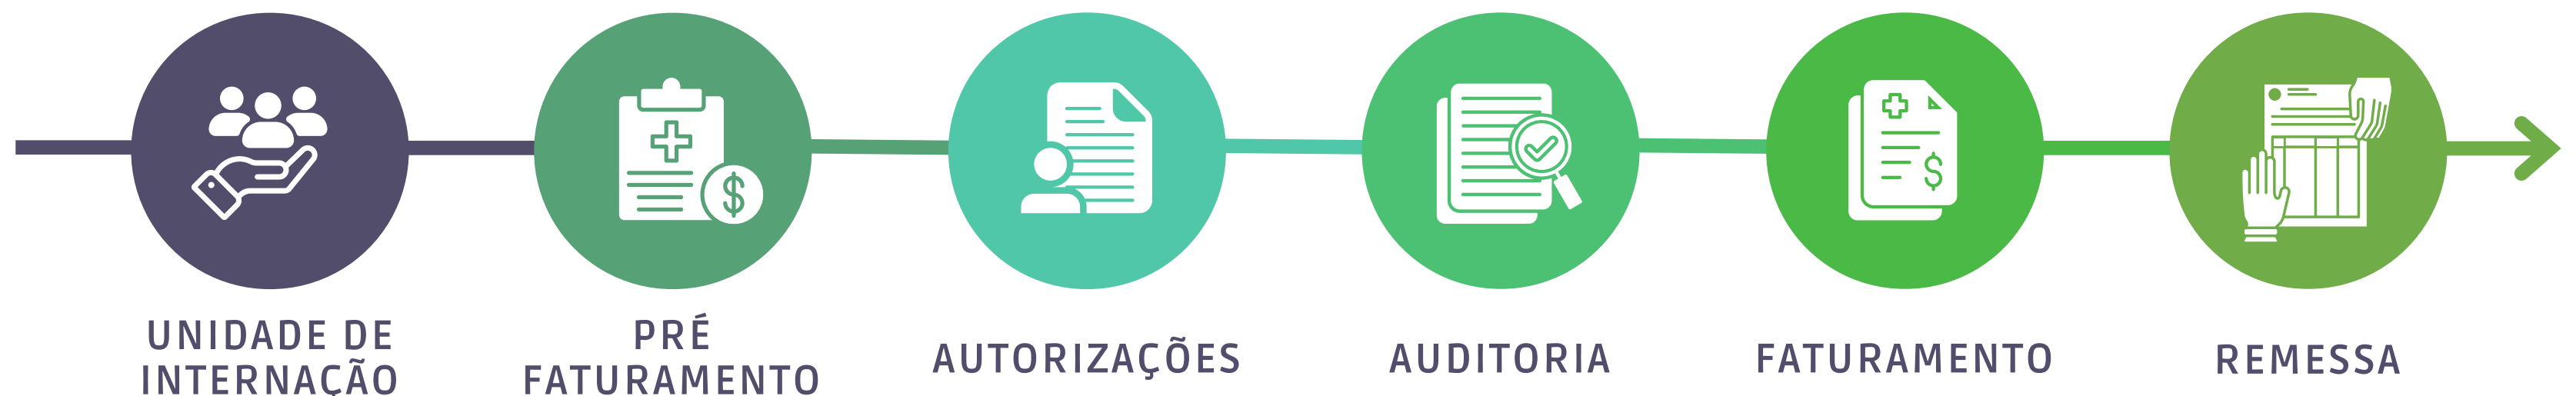 UNIDADE DE
INTERNAÇÃO
PRÉ
FATURAMENTO
AUTORIZAÇÕES
AUDITORIA
FATURAMENTO
REMESSA